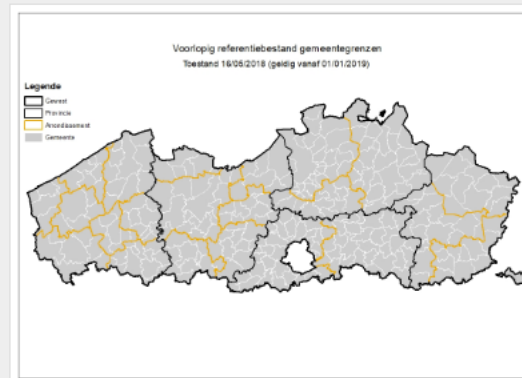 Voorlopig referentiebestand gemeentegrenzen
Toestand 16/05/2018 (geldig vanaf 01/01/2019)
Legende
Gewest
Provincie
Arrondissement
Gemeente